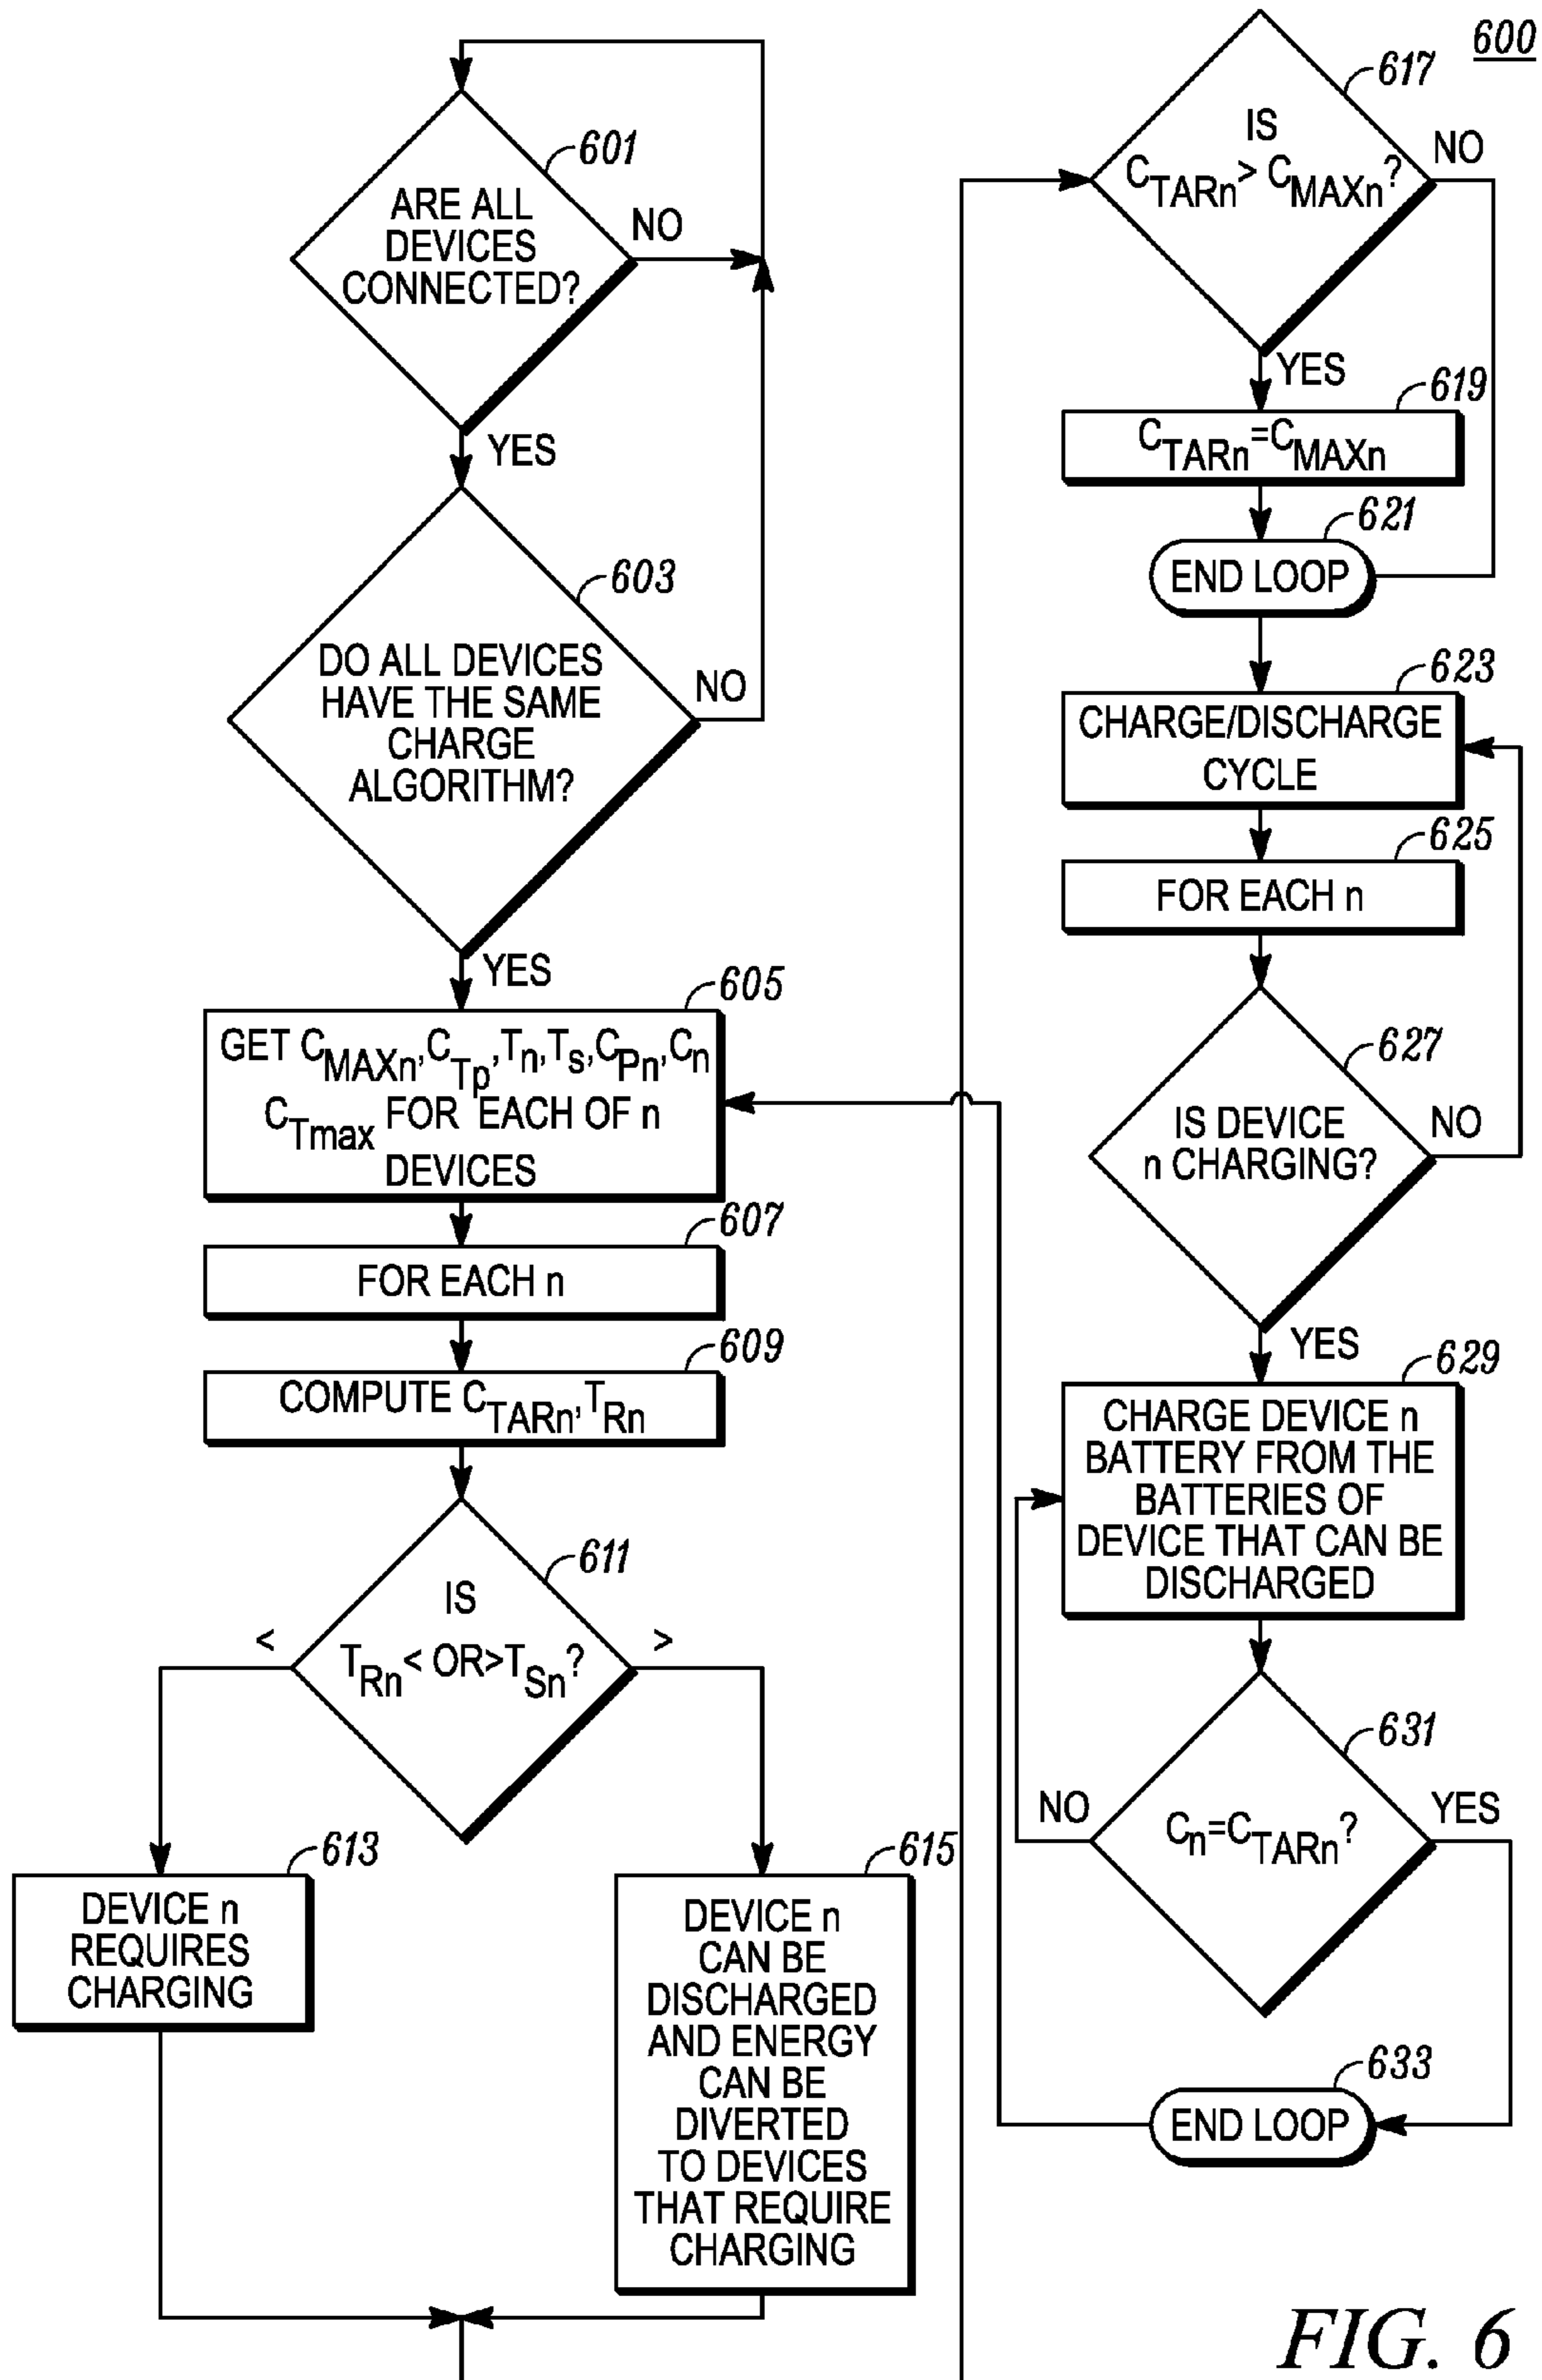 600
601
ARE ALL
DEVICES
CONNECTED?
NO
YES
603
DO ALL DEVICES
HAVE THE SAME
CHARGE
ALGORITHM?
NO
YES
605
GET CMAXn,CTp,Tn,Ts,CPn,Cn
CTmax FOR EACH OF n
DEVICES
607
FOR EACH n
609
COMPUTE CTARn,TRn
611
IS
TRn< OR>TSn?
<
>
613
DEVICE n
REQUIRES
CHARGING
615
DEVICE n
CAN BE
DISCHARGED
AND ENERGY
CAN BE
DIVERTED
TO DEVICES
THAT REQUIRE
CHARGING
617
IS
CTARn> CMAXn?
NO
YES
619
CTARn=CMAXn
621
END LOOP
623
CHARGE/DISCHARGE
CYCLE
625
FOR EACH n
627
IS DEVICE
n CHARGING?
NO
YES
629
CHARGE DEVICE n
BATTERY FROM THE
BATTERIES OF
DEVICE THAT CAN BE
DISCHARGED
631
Cn=CTARn?
NO
YES
633
END LOOP
FIG. 6